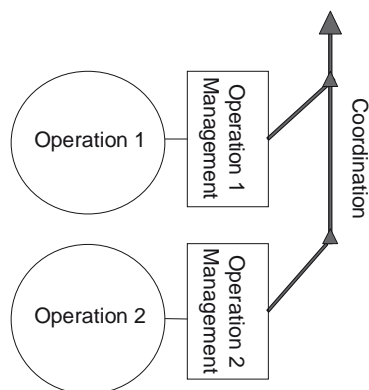 Operation 1
Operation 1
Management
Coordination
Operation 2
Operation 2
Management